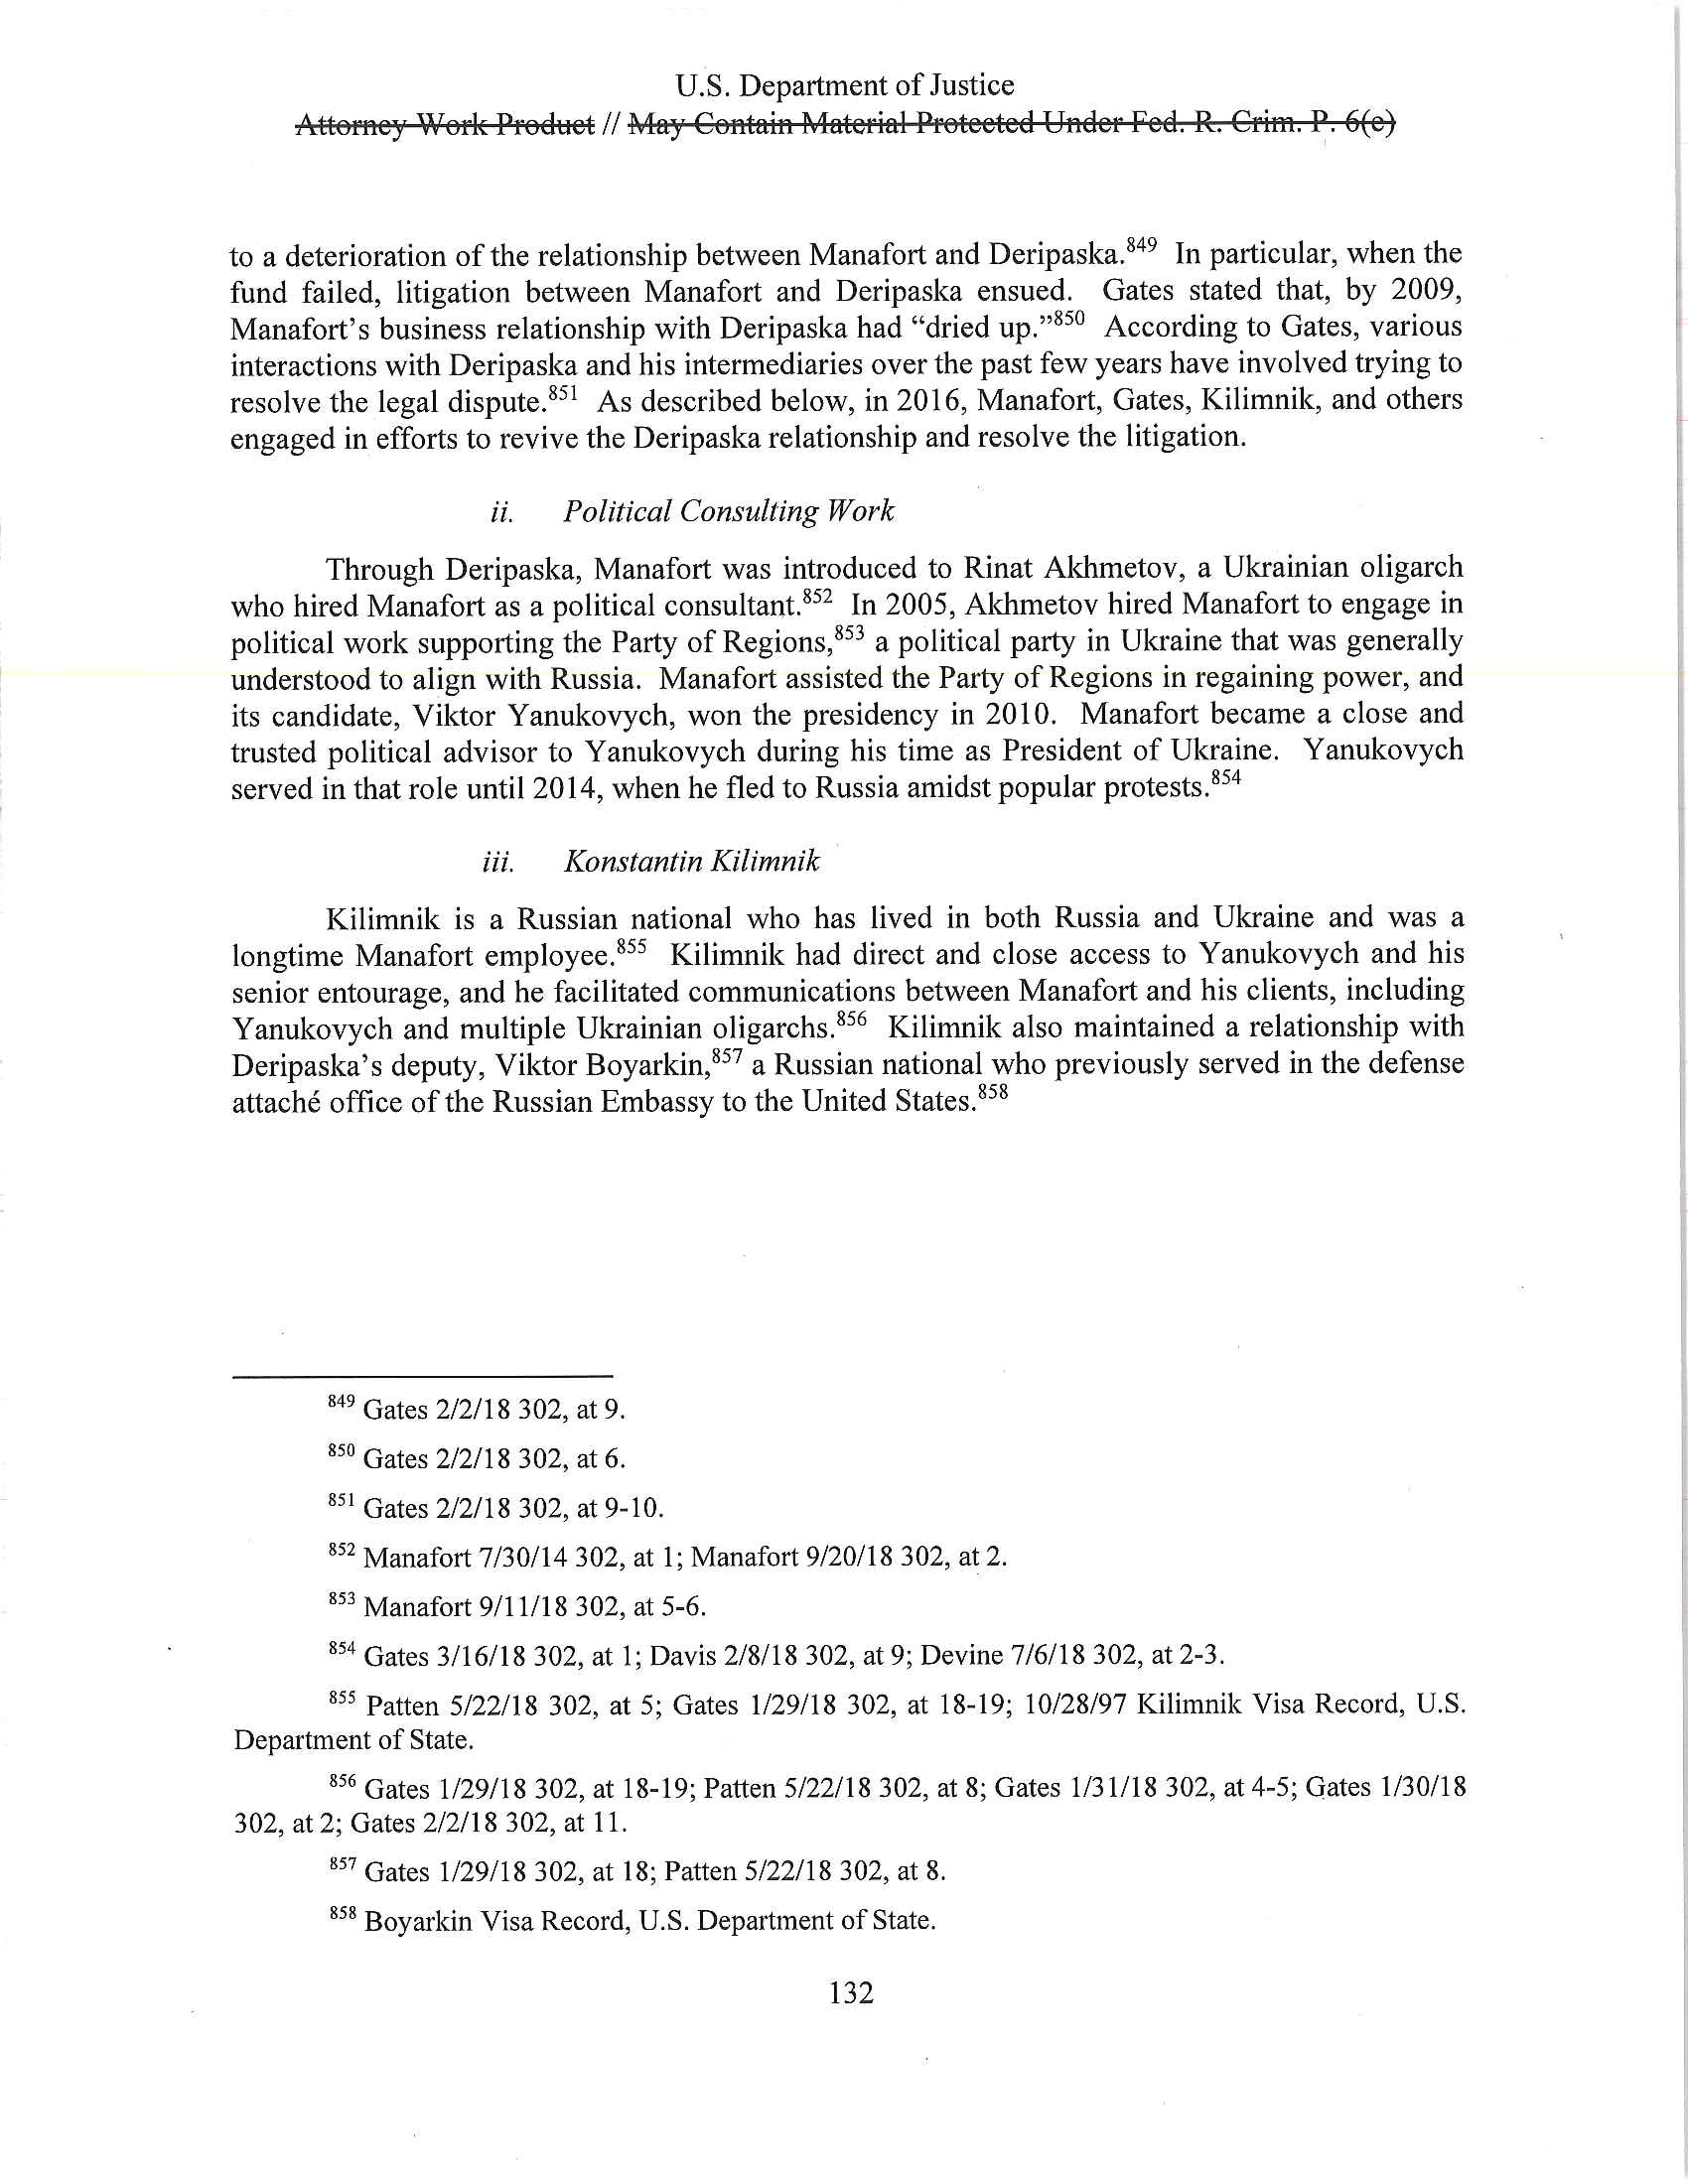 U.S. Department of Justice
Attorney Work Product // May Contain Material Protected Under Fed. R. Crim. P. 6(e)
to a deterioration of the relationship between Manafort and Deripaska.849 In particular, when the
fund failed, litigation between Manafort and Deripaska ensued. Gates stated that, by 2009,
Manafort's business relationship with Deripaska had “dried up.”850 According to Gates, various
interactions with Deripaska and his intermediaries over the past few years have involved trying to
resolve the legal dispute.851 As described below, in 2016, Manafort, Gates, Kilimnik, and others
engaged in efforts to revive the Deripaska relationship and resolve the litigation.
ii. Political Consulting Work
Through Deripaska, Manafort was introduced to Rinat Akhmetov, a Ukrainian oligarch
who hired Manafort as a political consultant.852 In 2005, Akhmetov hired Manafort to engage in
political work supporting the Party of Regions,853 a political party in Ukraine that was generally
understood to align with Russia. Manafort assisted the Party of Regions in regaining power, and
its candidate, Viktor Yanukovych, won the presidency in 2010. Manafort became a close and
trusted political advisor to Yanukovych during his time as President of Ukraine. Yanukovych
served in that role until 2014, when he fled to Russia amidst popular protests.854
iii. Konstantin Kilimnik
Kilimnik is a Russian national who has lived in both Russia and Ukraine and was a
longtime Manafort employee.855 Kilimnik had direct and close access to Yanukovych and his
senior entourage, and he facilitated communications between Manafort and his clients, including
Yanukovych and multiple Ukrainian oligarchs.856 Kilimnik also maintained a relationship with
Deripaska's deputy, Viktor Boyarkin,857 a Russian national who previously served in the defense
attaché office of the Russian Embassy to the United States.858
849 Gates 2/2/18 302, at 9.
850 Gates 2/2/18 302, at 6.
851 Gates 2/2/18 302, at 9-10.
852 Manafort 7/30/14 302, at 1; Manafort 9/20/18 302, at 2.
853 Manafort 9/11/18 302, at 5-6.
854 Gates 3/16/18 302, at 1; Davis 2/8/18 302, at 9; Devine 7/6/18 302, at 2-3.
855 Patten 5/22/18 302, at 5; Gates 1/29/18 302, at 18-19; 10/28/97 Kilimnik Visa Record, U.S.
Department of State.
856 Gates 1/29/18 302, at 18-19; Patten 5/22/18 302, at 8; Gates 1/31/18 302, at 4-5; Gates 1/30/18
302, at 2; Gates 2/2/18 302, at 11.
857 Gates 1/29/18 302, at 18; Patten 5/22/18 302, at 8.
858 Boyarkin Visa Record, U.S. Department of State.
132